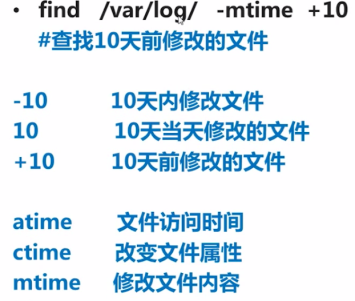 • find /var/log/ -mtime +10
#查找10天前修改的文件
-10 10天内修改文件
10 10天当天修改的文件
+10 10天前修改的文件
atime 文件访问时间
ctime 改变文件属性
mtime 修改文件内容